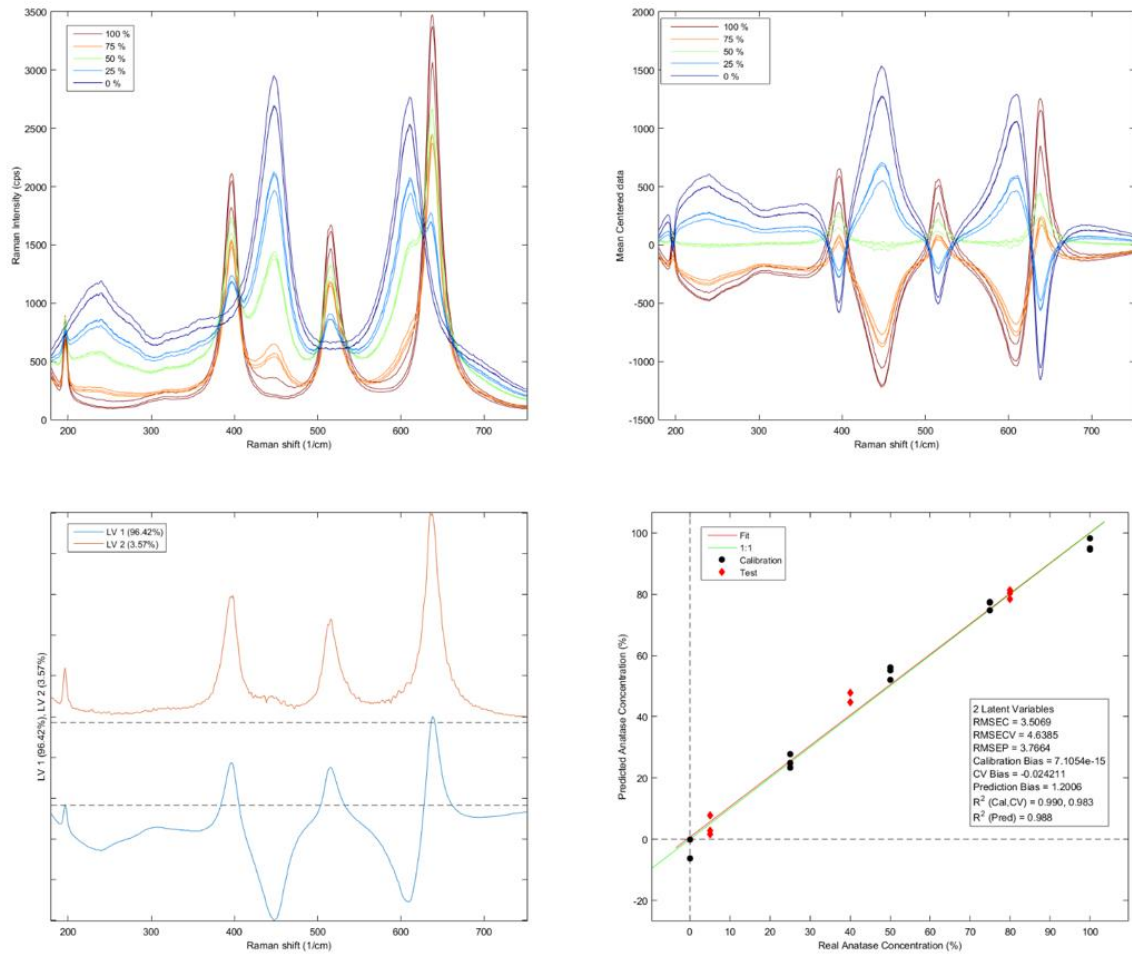 3500
3000
2500
2000
1500
1000
500
0
Raman Intensity (cps)
100 %
75 %
50 %
25 %
0 %
200 300 400 500 600 700
Raman shift (1/cm)
2000
1500
1000
500
0
-500
-1000
-1500
Mean Centered data
100 %
75 %
50 %
25 %
0 %
200 300 400 500 600 700
Raman shift (1/cm)
LV 1 (96.42%), LV 2 (3.57%)
LV 1 (96.42%)
LV 2 (3.57%)
200 300 400 500 600 700
Raman shift (1/cm)
100
80
60
40
20
0
-20
Predicted Anatase Concentration (%)
Fit
1:1
Calibration
Test
2 Latent Variables
RMSEC = 3.5069
RMSECV = 4.6385
RMSEP = 3.7664
Calibration Bias = 7.1054e-15
CV Bias = -0.024211
Prediction Bias = 1.2006
R² (Cal,CV) = 0.990, 0.983
R² (Pred) = 0.988
0 10 20 30 40 50 60 70 80 90 100
Real Anatase Concentration (%)